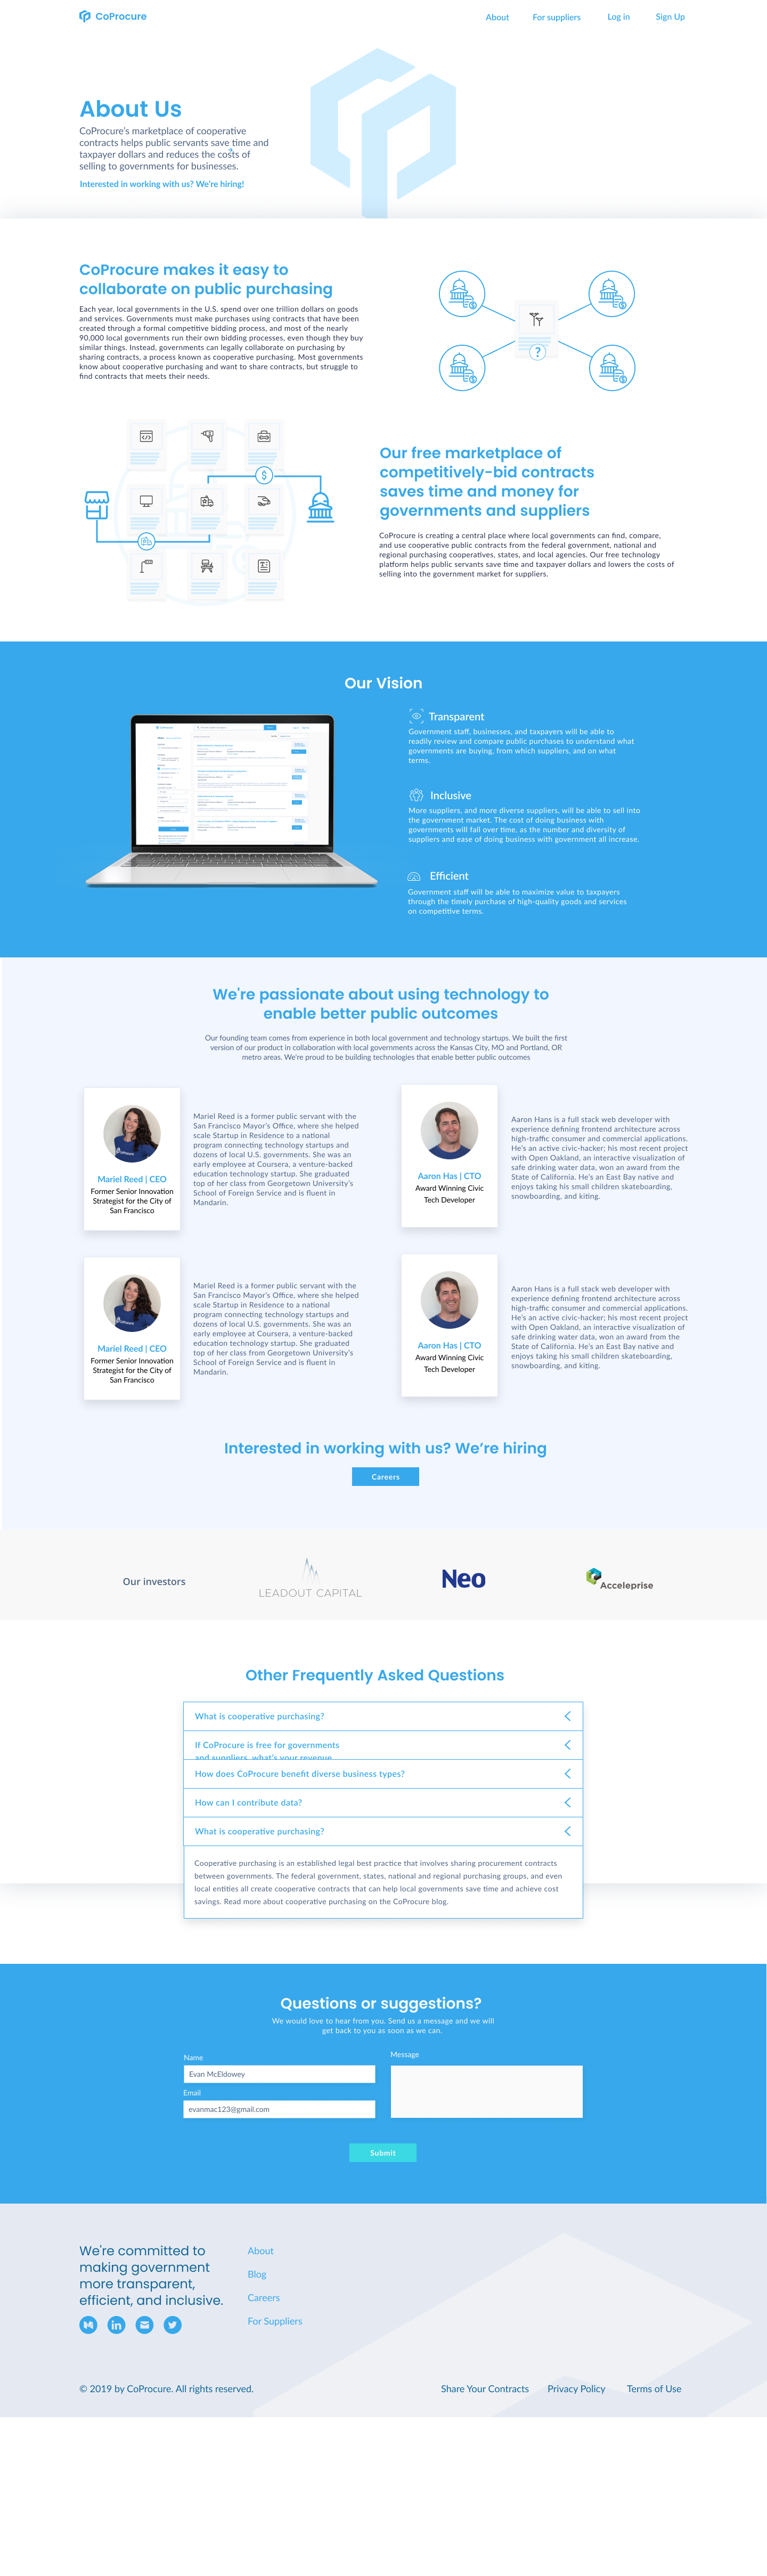 CoProcure
About
For suppliers
Log in
Sign Up
About Us
CoProcure's marketplace of cooperative
contracts helps public servants save time and
taxpayer dollars and reduces the costs of
selling to governments for businesses.
Interested in working with us? We're hiring!
CoProcure makes it easy to
collaborate on public purchasing
Each year, local governments in the U.S. spend over one trillion dollars on goods
and services. Governments must make purchases using contracts that have been
created through a formal competitive bidding process, and most of the nearly
90,000 local governments run their own bidding processes, even though they buy
similar things. Instead, governments can legally collaborate on purchasing by
sharing contracts, a process known as cooperative purchasing. Most governments
know about cooperative purchasing and want to share contracts, but struggle to
find contracts that meets their needs.
Our free marketplace of
competitively-bid contracts
saves time and money for
governments and suppliers
CoProcure is creating a central place where local governments can find, compare,
and use cooperative public contracts from the federal government, national and
regional purchasing cooperatives, states, and local agencies. Our free technology
platform helps public servants save time and taxpayer dollars and lowers the costs of
selling into the government market for suppliers.
Our Vision
Transparent
Government staff, businesses, and taxpayers will be able to
readily review and compare public purchases to understand what
governments are buying, from which suppliers, and on what
terms.
Inclusive
More suppliers, and more diverse suppliers, will be able to sell into
the government market. The cost of doing business with
governments will fall over time, as the number and diversity of
suppliers and ease of doing business with government all increase.
Efficient
Government staff will be able to maximize value to taxpayers
through the timely purchase of high-quality goods and services
on competitive terms.
We're passionate about using technology to
enable better public outcomes
Our founding team comes from experience in both local government and technology startups. We built the first
version of our product in collaboration with local governments across the Kansas City, MO and Portland, OR
metro areas. We're proud to be building technologies that enable better public outcomes
Mariel Reed | CEO
Former Senior Innovation
Strategist for the City of
San Francisco
Mariel Reed is a former public servant with the
San Francisco Mayor's Office, where she helped
scale Startup in Residence to a national
program connecting technology startups and
dozens of local U.S. governments. She was an
early employee at Coursera, a venture-backed
education technology startup. She graduated
top of her class from Georgetown University's
School of Foreign Service and is fluent in
Mandarin.
Aaron Has | CTO
Award Winning Civic
Tech Developer
Aaron Hans is a full stack web developer with
experience defining frontend architecture across
high-traffic consumer and commercial applications.
He's an active civic-hacker; his most recent project
with Open Oakland, an interactive visualization of
safe drinking water data, won an award from the
State of California. He's an East Bay native and
enjoys taking his small children skateboarding,
snowboarding, and kiting.
Mariel Reed | CEO
Former Senior Innovation
Strategist for the City of
San Francisco
Mariel Reed is a former public servant with the
San Francisco Mayor's Office, where she helped
scale Startup in Residence to a national
program connecting technology startups and
dozens of local U.S. governments. She was an
early employee at Coursera, a venture-backed
education technology startup. She graduated
top of her class from Georgetown University's
School of Foreign Service and is fluent in
Mandarin.
Aaron Has | CTO
Award Winning Civic
Tech Developer
Aaron Hans is a full stack web developer with
experience defining frontend architecture across
high-traffic consumer and commercial applications.
He's an active civic-hacker; his most recent project
with Open Oakland, an interactive visualization of
safe drinking water data, won an award from the
State of California. He's an East Bay native and
enjoys taking his small children skateboarding,
snowboarding, and kiting.
Interested in working with us? We're hiring
Careers
Our investors
LEADOUT CAPITAL
Neo
Acceleprise
Other Frequently Asked Questions
What is cooperative purchasing?
If CoProcure is free for governments
and suppliers, what's your revenue
How does CoProcure benefit diverse business types?
How can I contribute data?
What is cooperative purchasing?
Cooperative purchasing is an established legal best practice that involves sharing procurement contracts
between governments. The federal government, states, national and regional purchasing groups, and even
local entities all create cooperative contracts that can help local governments save time and achieve cost
savings. Read more about cooperative purchasing on the CoProcure blog.
Questions or suggestions?
We would love to hear from you. Send us a message and we will
get back to you as soon as we can.
Name
Evan McEldowey
Email
evanmac123@gmail.com
Message
Submit
We're committed to
making government
more transparent,
efficient, and inclusive.
About
Blog
Careers
For Suppliers
© 2019 by CoProcure. All rights reserved.
Share Your Contracts
Privacy Policy
Terms of Use